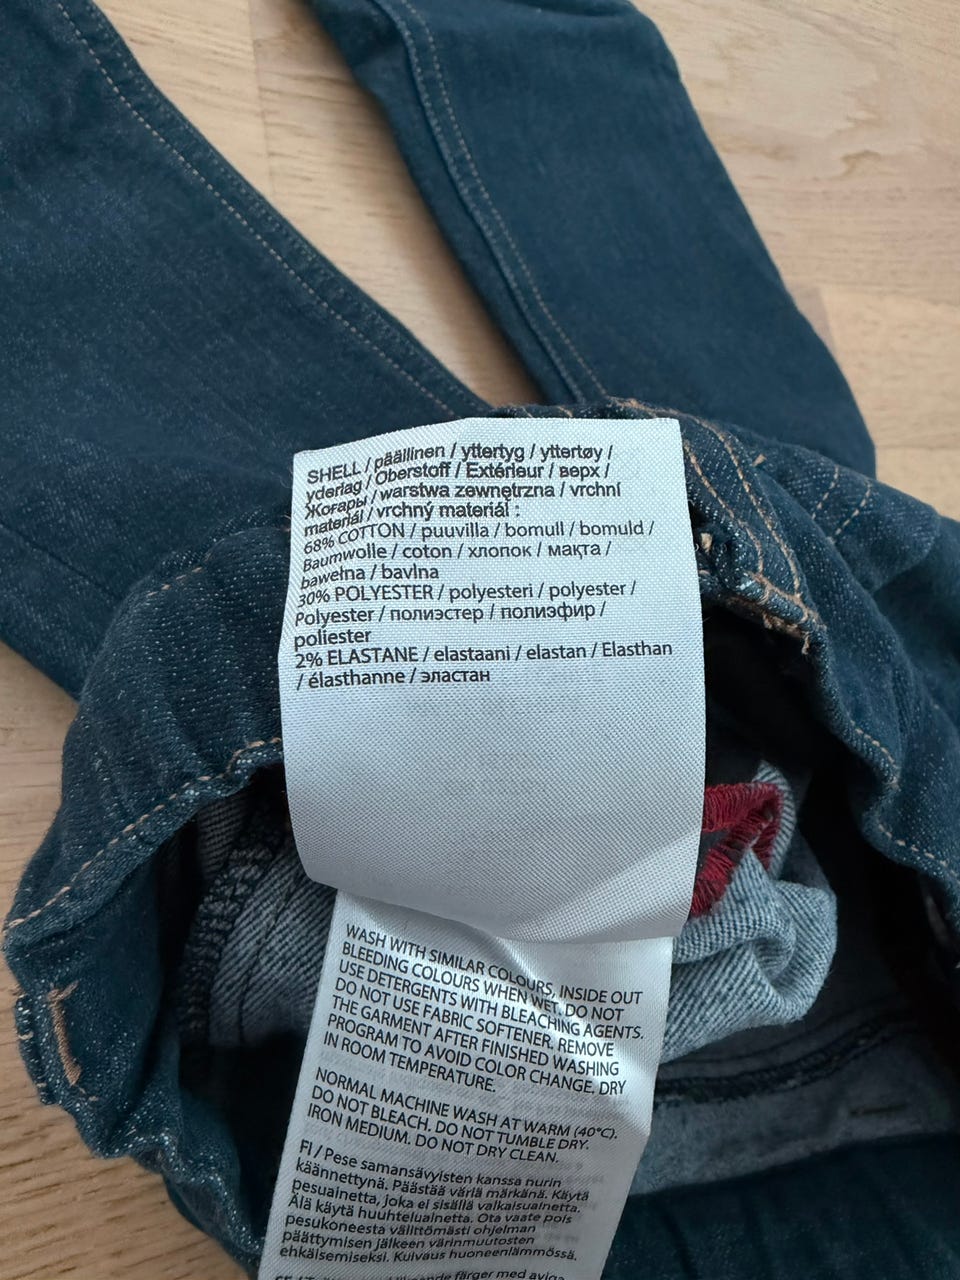 SHELL / päällinen / yttertyg / yttertøy /
yderlag / Oberstoff / Extérieur / верх /
Жоғарғы / warstwa zewnętrzna / vrchní
materiál / vrchný materiál :
68% COTTON / puuvilla / bomull / bomuld /
Baumwolle / coton / хлопок / мақта /
bawełna / bavlna
30% POLYESTER / polyesteri / polyester /
Polyester / полиэстер / полиэфир /
poliester
2% ELASTANE / elastaani / elastan / Elasthan
/ élasthanne / эластан
WASH WITH SIMILAR COLOURS, INSIDE OUT
BLEEDING COLOURS WHEN WET. DO NOT
USE DETERGENTS WITH BLEACHING AGENTS.
DO NOT USE FABRIC SOFTENER. REMOVE
THE GARMENT AFTER FINISHED WASHING
PROGRAM TO AVOID COLOR CHANGE. DRY
IN ROOM TEMPERATURE.
NORMAL MACHINE WASH AT WARM (40°C).
DO NOT BLEACH. DO NOT TUMBLE DRY.
IRON MEDIUM. DO NOT DRY CLEAN.
FI / Pese samansävyisten kanssa nurin
käännettynä. Päästää väriä märkänä. Käytä
pesuainetta, joka ei sisällä valkaisuainetta.
Älä käytä huuhteluainetta. Ota vaate pois
pesukoneesta välittömästi ohjelman
päättymisen jälkeen värinmuutosten
ehkäisemiseksi. Kuivaus huoneenlämmössä.
färger med